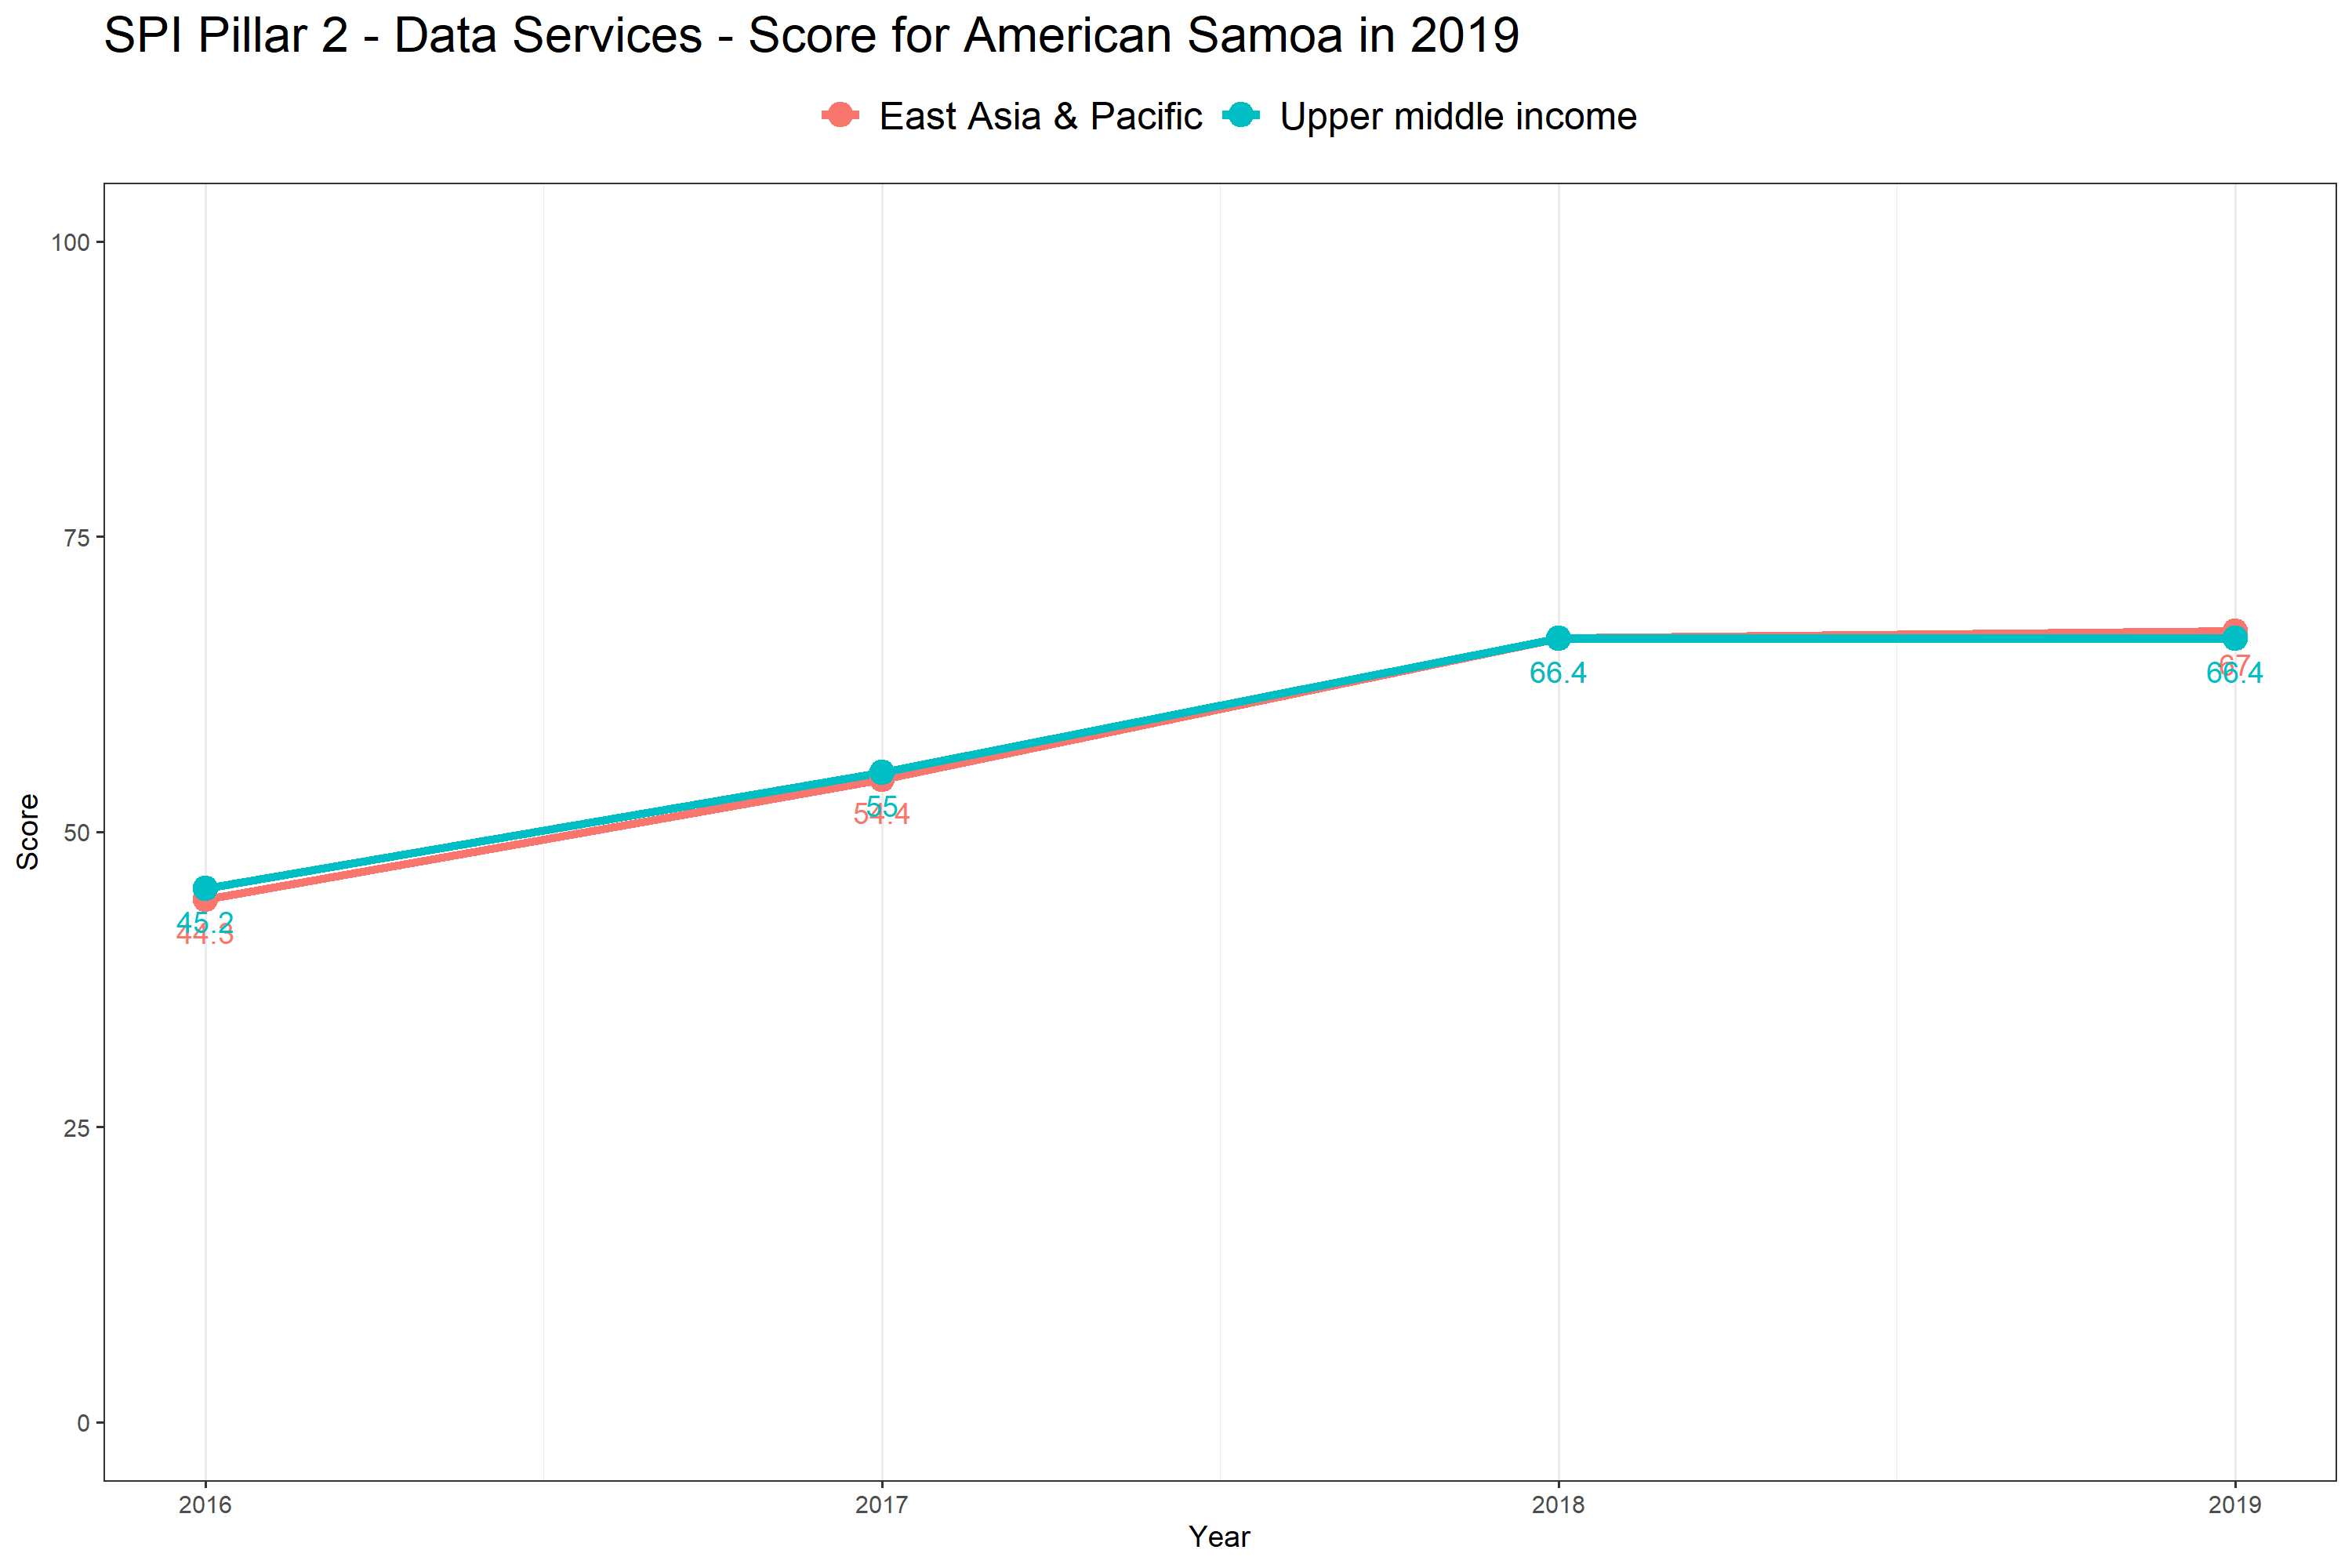 SPI Pillar 2 - Data Services - Score for American Samoa in 2019
East Asia & Pacific Upper middle income
100
75
50
25
0
Score
45.2
44.3
55
54.4
66.4
67
66.4
2016 2017 2018 2019
Year